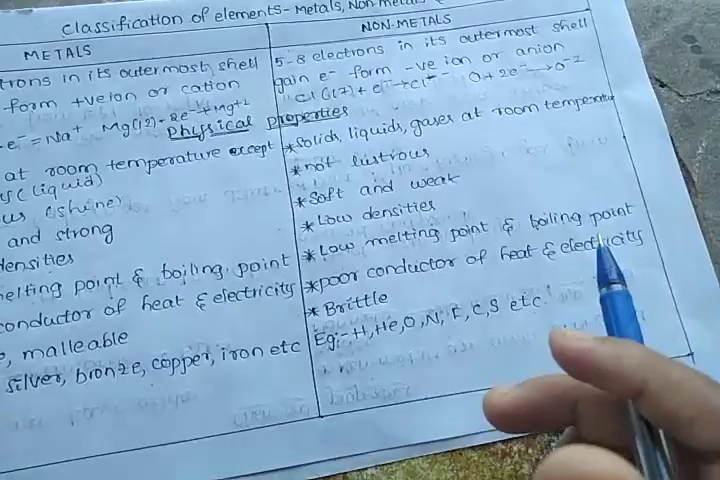 Classification of elements- Metals, Non-metals
METALS
NON-METALS
trons in its outermost shell
form +ve ion or cation
e⁻ = Na⁺ Mg(12) - 2e⁻ → Mg⁺²
5-8 electrons in its outermost shell
gain e⁻ form -ve ion or anion
Cl(17) + e⁻ → Cl⁻ O + 2e⁻ → O⁻²
Physical properties
at room temperature except
(liquid)
(shine)
and strong
densities
melting point & boiling point
conductor of heat & electricity
malleable
silver, bronze, copper, iron etc
*Solids, liquids, gases at room temperature
*not lustrous
*Soft and weak
*Low densities
*Low melting point & boiling point
*poor conductor of heat & electricity
*Brittle
Eg:- H, He, O, N, F, C, S etc.